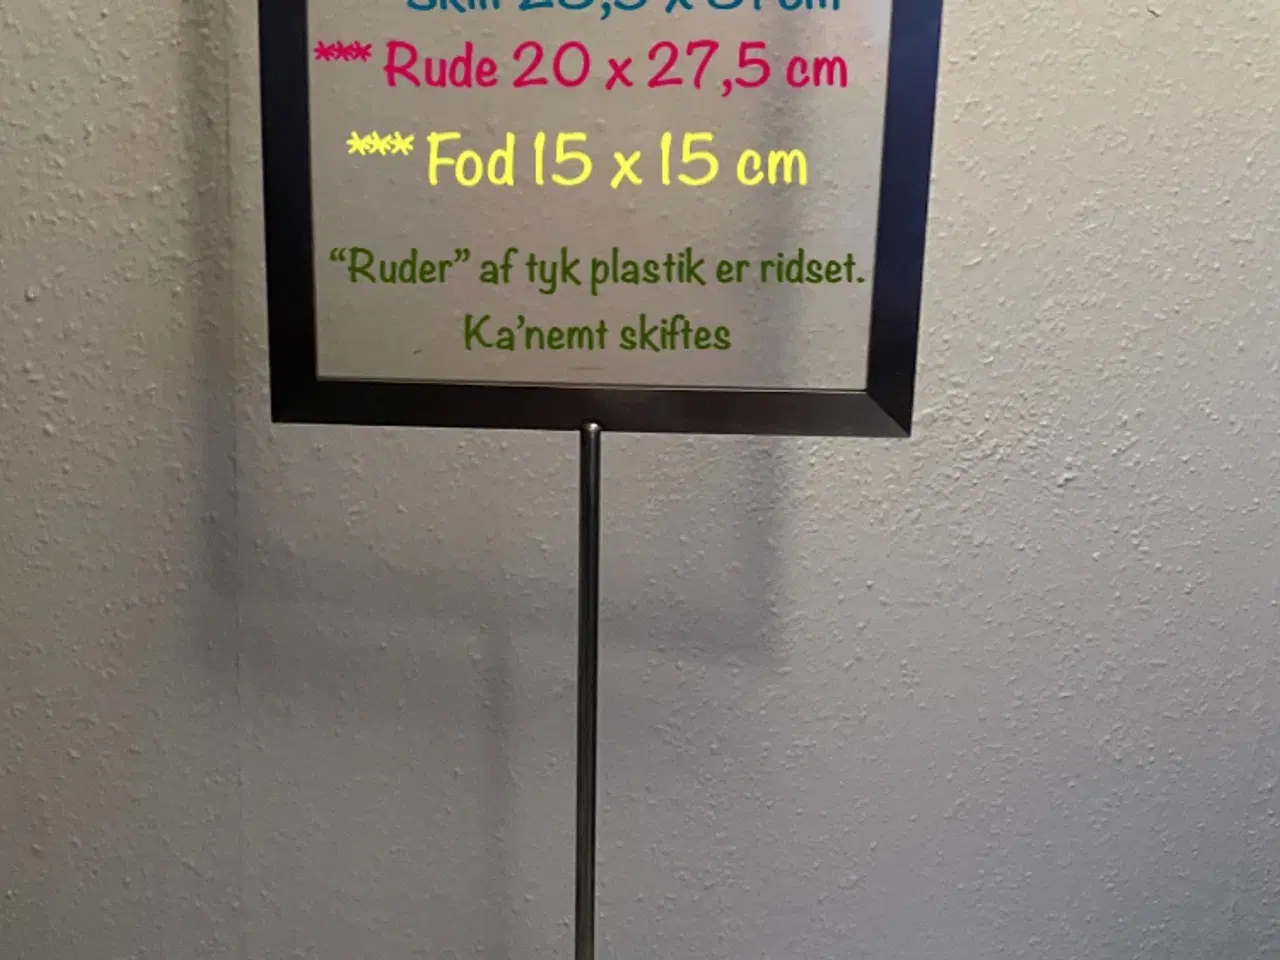 *** Rude 20 x 27,5 cm
*** Fod 15 x 15 cm
“Ruder” af tyk plastik er ridset.
Ka’nemt skiftes